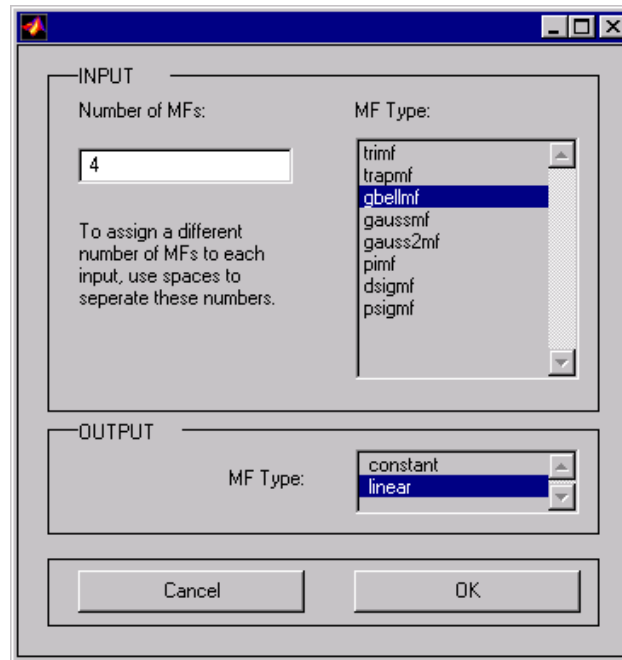 INPUT
Number of MFs:
4
To assign a different
number of MFs to each
input, use spaces to
seperate these numbers.
MF Type:
trimf
trapmf
gbellmf
gaussmf
gauss2mf
pimf
dsigmf
psigmf
OUTPUT
MF Type:
constant
linear
Cancel
OK